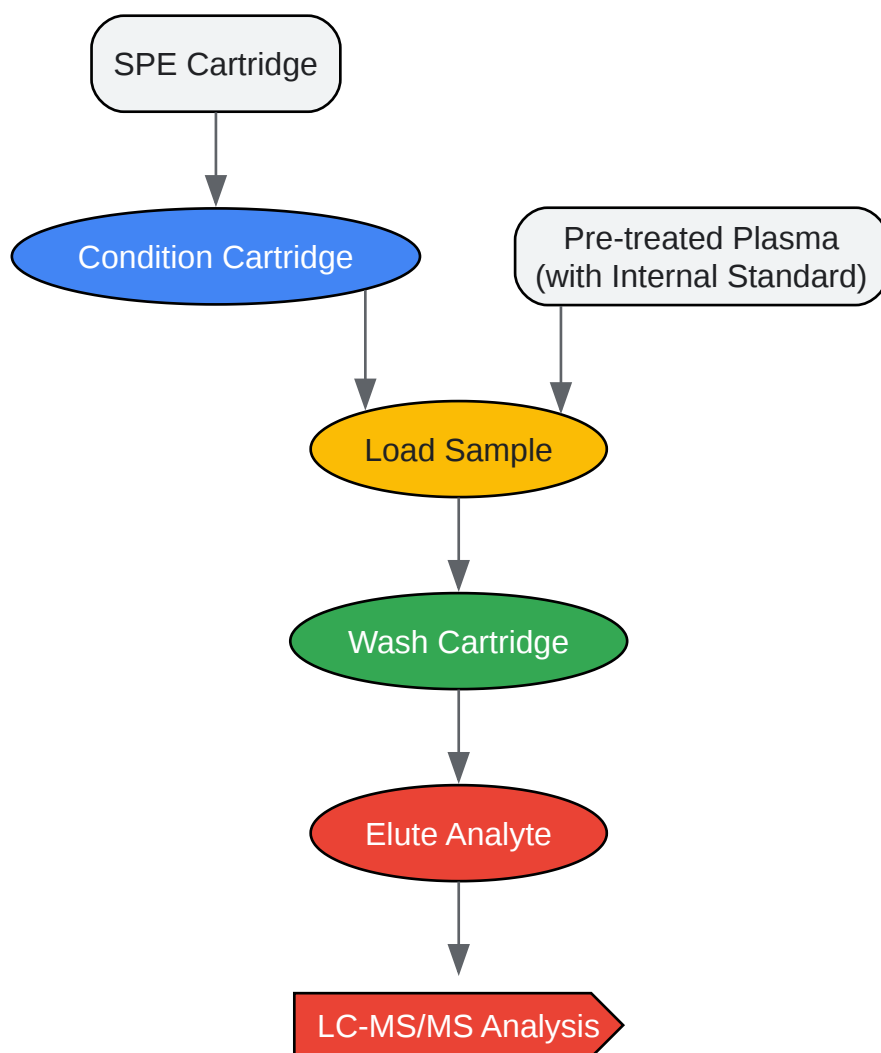 SPE Cartridge
Condition Cartridge
Pre-treated Plasma
(with Internal Standard)
Load Sample
Wash Cartridge
Elute Analyte
LC-MS/MS Analysis